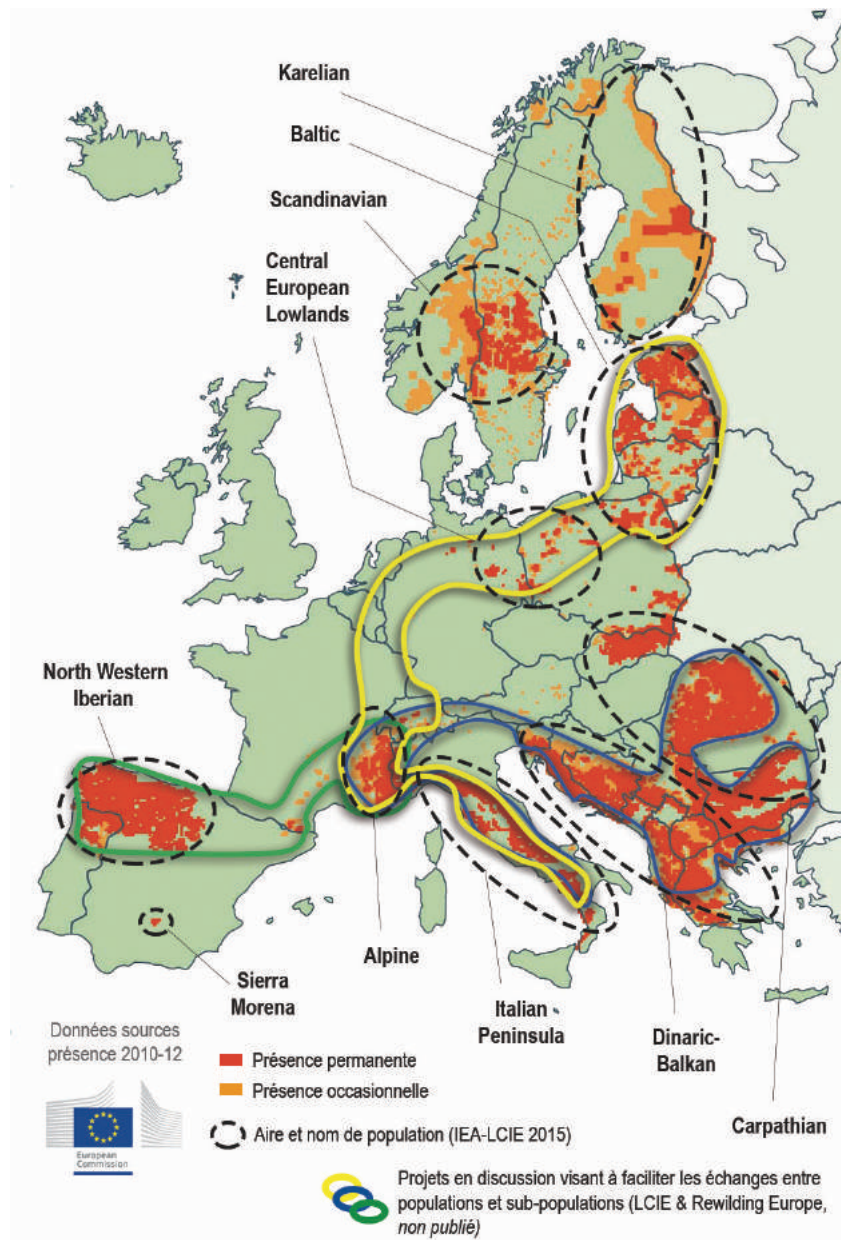 Karelian
Baltic
Scandinavian
Central
European
Lowlands
North Western
Iberian
Sierra
Morena
Alpine
Italian
Peninsula
Dinaric-
Balkan
Carpathian
Données sources
présence 2010-12
European
Commission
Présence permanente
Présence occasionnelle
Aire et nom de population (IEA-LCIE 2015)
Projets en discussion visant à faciliter les échanges entre
populations et sub-populations (LCIE & Rewilding Europe,
non publié)